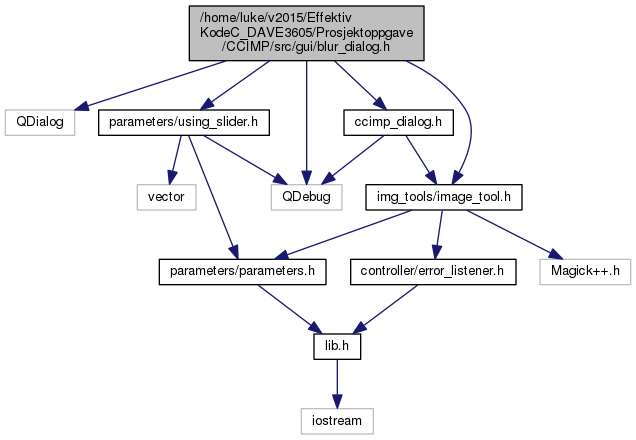 /home/luke/v2015/Effektiv
KodeC_DAVE3605/Prosjektoppgave
/CCIMP/src/gui/blur_dialog.h
QDialog
parameters/using_slider.h
ccimp_dialog.h
vector
QDebug
img_tools/image_tool.h
parameters/parameters.h
controller/error_listener.h
Magick++.h
lib.h
iostream